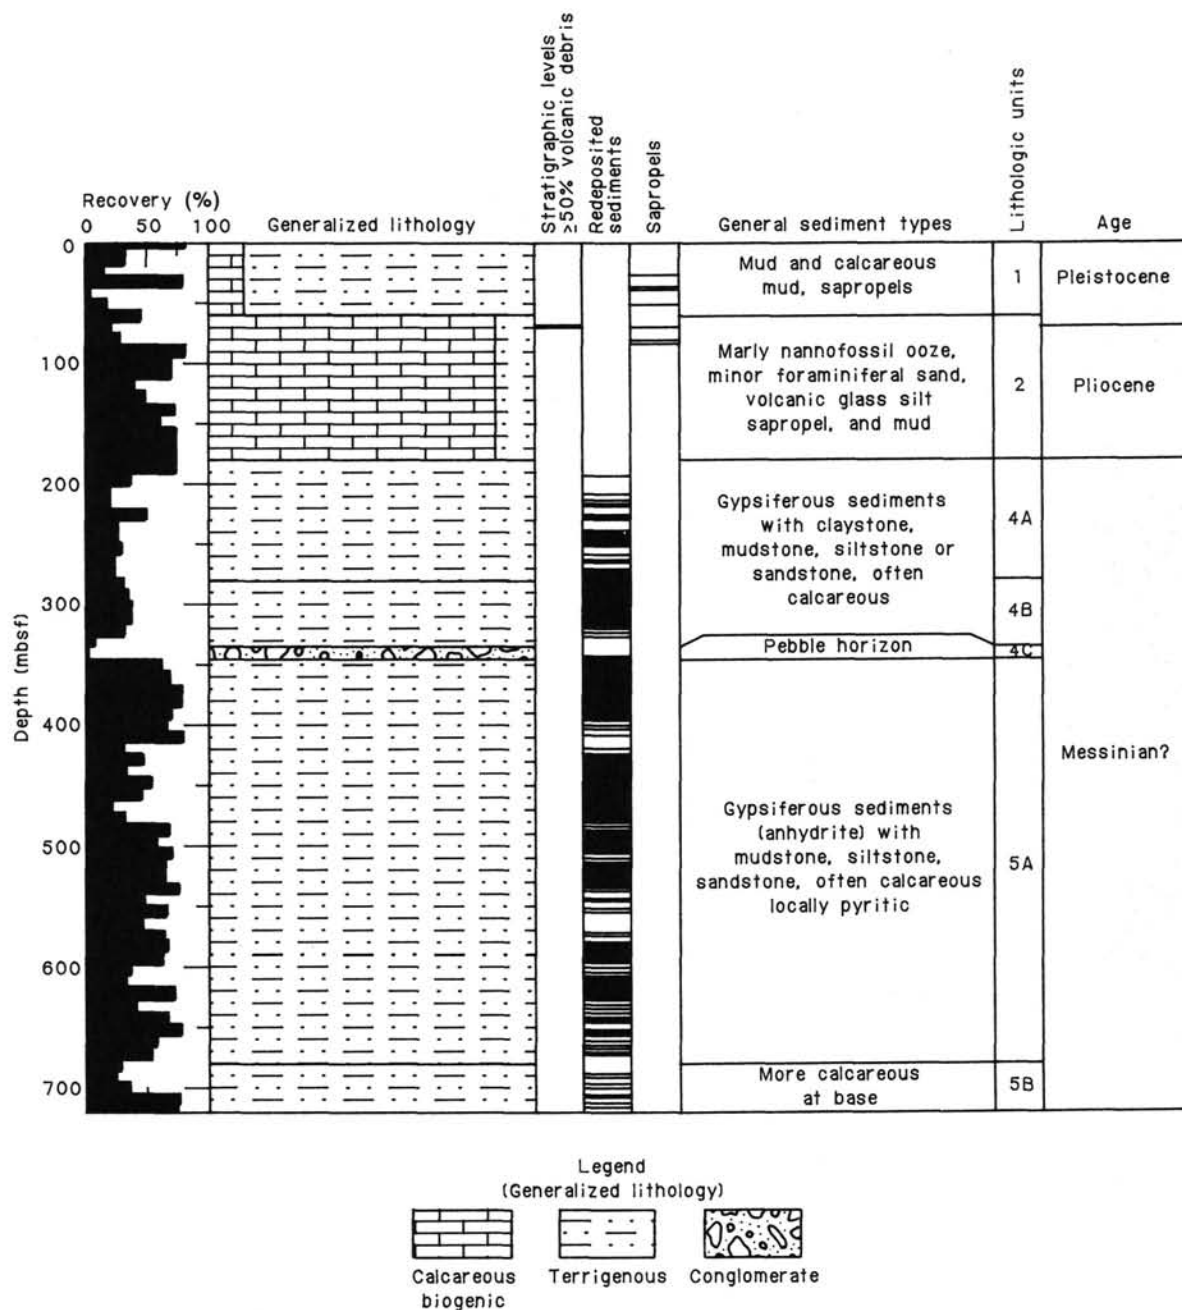 Stratigraphic levels
≥50% volcanic debris
Redeposited
sediments
Sapropels
Lithologic units
Recovery (%)
0 50 100
Generalized lithology
General sediment types
Age
Depth (mbsf)
0
100
200
300
400
500
600
700
Mud and calcareous
mud, sapropels
1
Pleistocene
Marly nannofossil ooze,
minor foraminiferal sand,
volcanic glass silt
sapropel, and mud
2
Pliocene
Gypsiferous sediments
with claystone,
mudstone, siltstone or
sandstone, often
calcareous
4A
4B
Pebble horizon
4C
Messinian?
Gypsiferous sediments
(anhydrite) with
mudstone, siltstone,
sandstone, often calcareous
locally pyritic
5A
More calcareous
at base
5B
Legend
(Generalized lithology)
Calcareous
biogenic
Terrigenous
Conglomerate